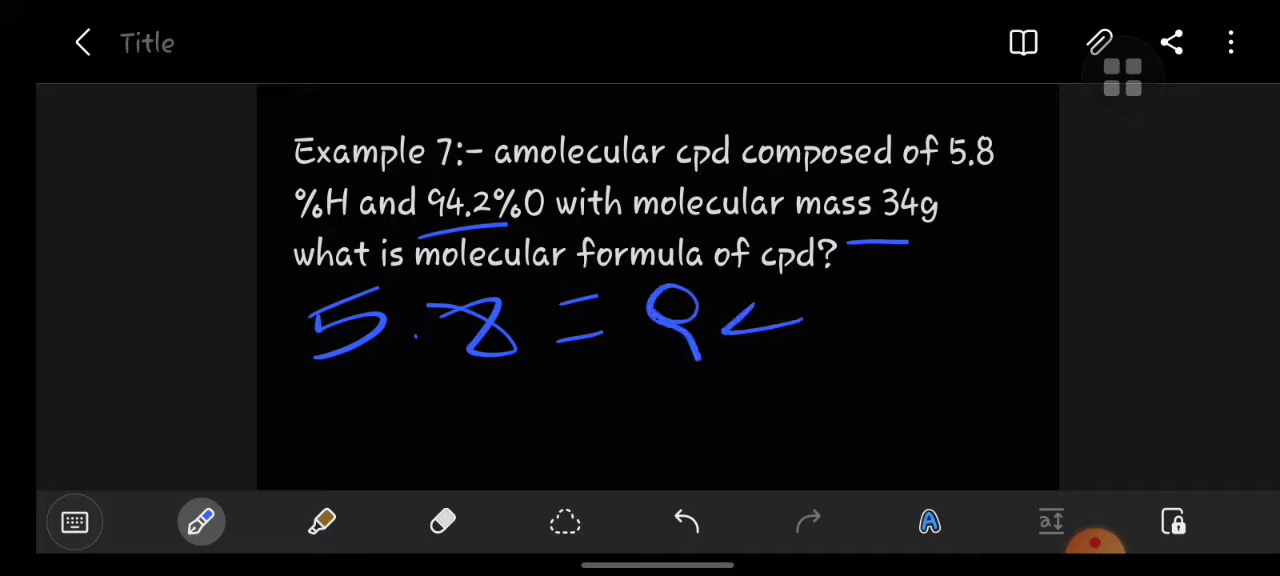 Title
Example 7:- amolecular cpd composed of 5.8
%H and 94.2%O with molecular mass 34g
what is molecular formula of cpd?
5.8 = 9
A
a